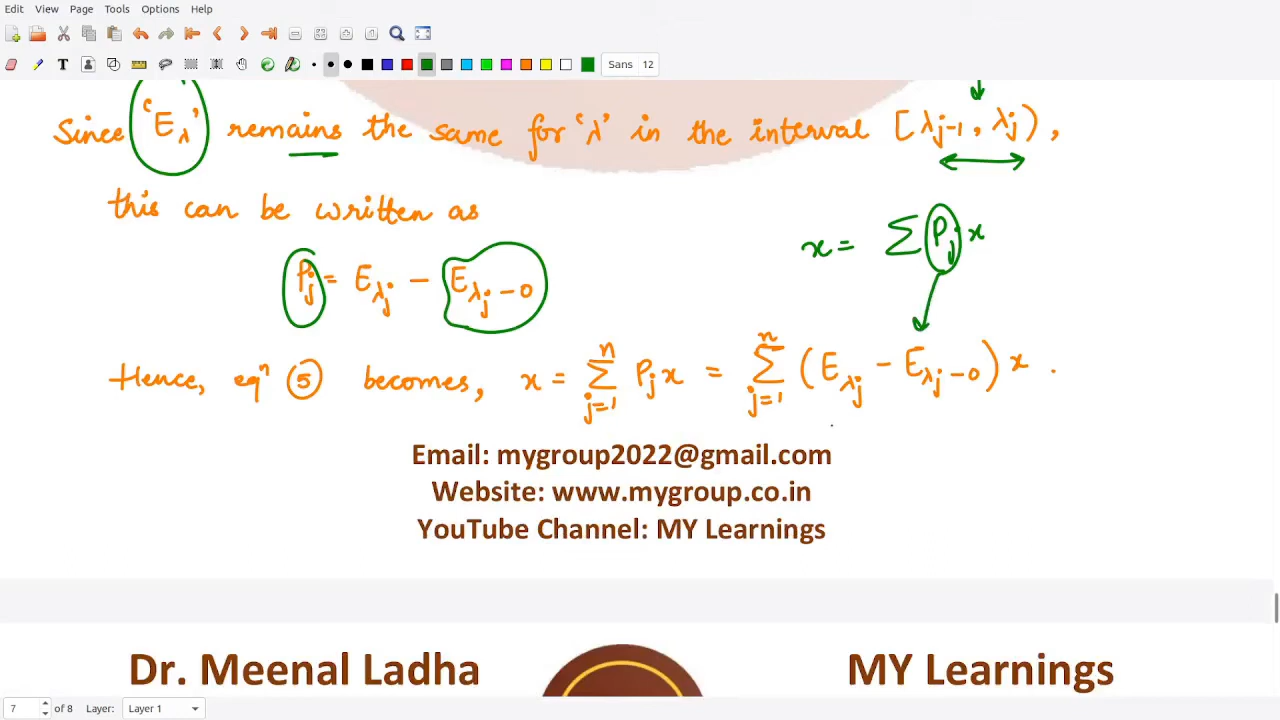 Edit View Page Tools Options Help
T Sans 12
Since 'E_λ' remains the same for 'λ' in the interval [λ_{j-1}, λ_j),
this can be written as
x = Σ P_j x
P_j = E_{λ_j} - E_{λ_j - 0}
Hence, eqⁿ ⑤ becomes, x = Σ_{j=1}^{n} P_j x = Σ_{j=1}^{n} (E_{λ_j} - E_{λ_j - 0}) x .
Email: mygroup2022@gmail.com
Website: www.mygroup.co.in
YouTube Channel: MY Learnings
Dr. Meenal Ladha MY Learnings
7 of 8 Layer: Layer 1